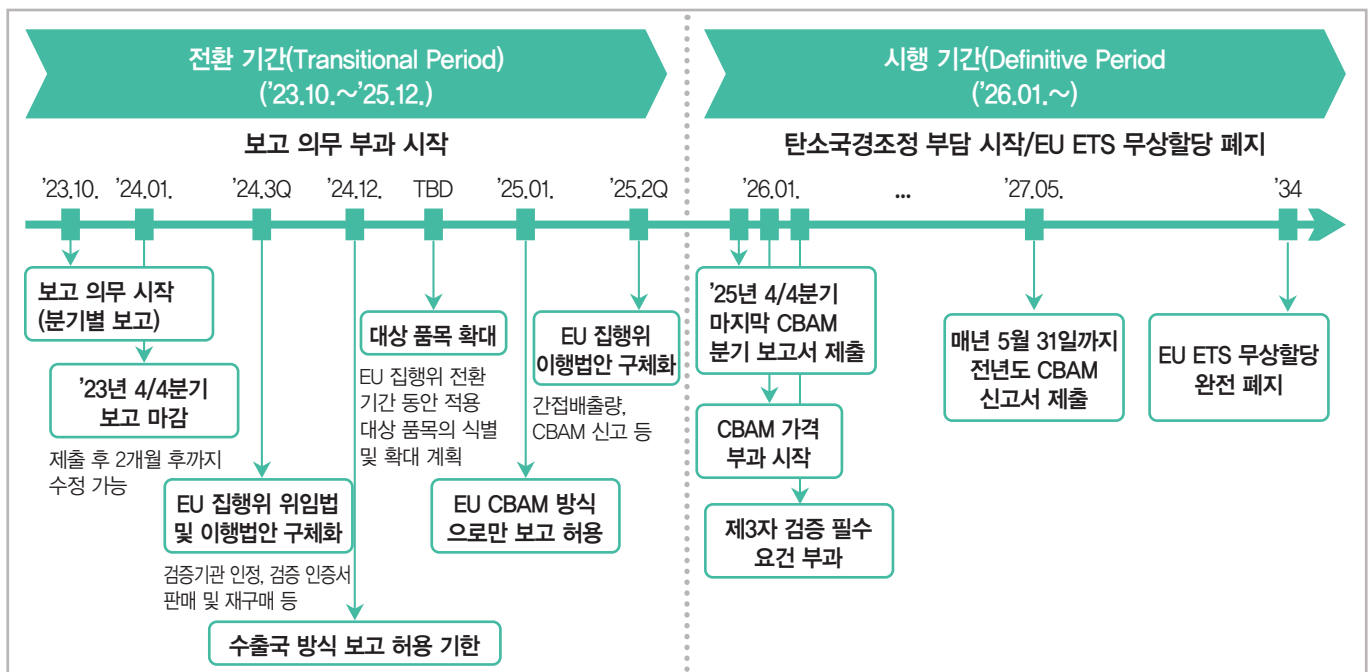 전환 기간(Transitional Period)
(’23.10.~’25.12.)
보고 의무 부과 시작
시행 기간(Definitive Period
(’26.01.~)
탄소국경조정 부담 시작/EU ETS 무상할당 폐지
’23.10.
’24.01.
’24.3Q
’24.12.
TBD
’25.01.
’25.2Q
’26.01.
...
’27.05.
’34
보고 의무 시작
(분기별 보고)
’23년 4/4분기
보고 마감
제출 후 2개월 후까지
수정 가능
EU 집행위 위임법
및 이행법안 구체화
검증기관 인정, 검증 인증서
판매 및 재구매 등
수출국 방식 보고 허용 기한
대상 품목 확대
EU 집행위 전환
기간 동안 적용
대상 품목의 식별
및 확대 계획
EU CBAM 방식
으로만 보고 허용
EU 집행위
이행법안 구체화
간접배출량,
CBAM 신고 등
’25년 4/4분기
마지막 CBAM
분기 보고서 제출
CBAM 가격
부과 시작
제3자 검증 필수
요건 부과
매년 5월 31일까지
전년도 CBAM
신고서 제출
EU ETS 무상할당
완전 폐지